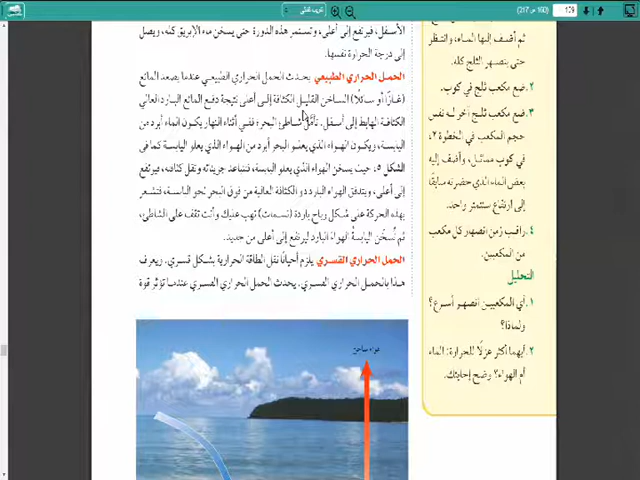 109
(160 من 217)
الأسفل، فيرتفع إلى أعلى، وتستمر هذه الدورة حتى يسخن ماء الإبريق كله، ويصل
إلى درجة الحرارة نفسها.
الحمل الحراري الطبيعي يحدث الحمل الحراري الطبيعي عندما يصعد المائع
(غازًا أو سائلًا) الساخن القليل الكثافة إلى أعلى نتيجة دفع المائع البارد العالي
الكثافة الهابط إلى أسفل. تأمّل شاطئ البحر؛ ففي أثناء النهار يكون الماء أبرد من
اليابسة، ويكون الهواء الذي يعلو البحر أبرد من الهواء الذي يعلو اليابسة كما في
الشكل ٥، حيث يسخن الهواء الذي يعلو اليابسة، فتتباعد جزيئاته وتقل كثافته، فيرتفع
إلى أعلى، ويتدفق الهواء البارد ذو الكثافة العالية من فوق البحر نحو اليابسة، فتشعر
بهذه الحركة على شكل رياح باردة (نسمات) تهب عليك وأنت تقف على الشاطئ،
ثم تُسخّن اليابسة الهواء البارد ليرتفع إلى أعلى من جديد.
الحمل الحراري القسري يلزم أحيانًا نقل الطاقة الحرارية بشكل قسري. ويعرف
هذا بالحمل الحراري القسري. يحدث الحمل الحراري القسري عندما تؤثر قوة
هواء ساخن
ثم أضف إليها الماء، وانتظر
حتى ينصهر الثلج كله.
٢. ضع مكعب ثلج في كوب.
٣. ضع مكعب ثلج آخر له نفس
حجم المكعب في الخطوة ٢،
في كوب مماثل، وأضف إليه
بعض الماء الذي حضرته سابقًا
إلى ارتفاع سنتمتر واحد.
٤. راقب زمن انصهار كل مكعب
من المكعبين.
التحليل
١. أي المكعبين انصهر أسرع؟
ولماذا؟
٢. أيهما أكثر عزلًا للحرارة: الماء
أم الهواء؟ وضح إجابتك.